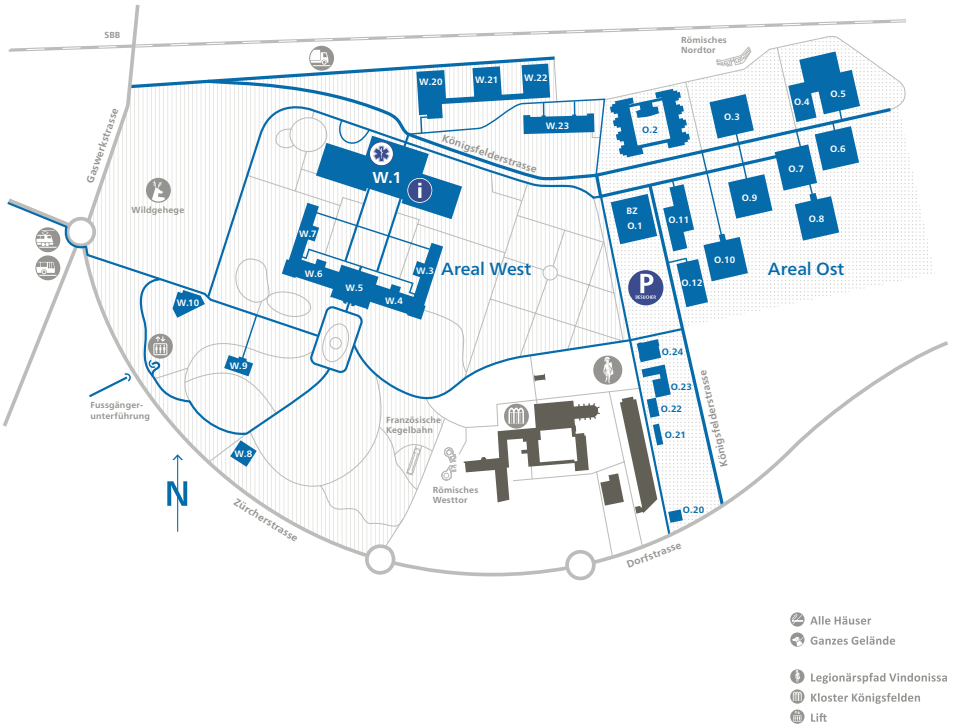 SBB
Römisches
Nordtor
W.20
W.21
W.22
W.23
O.2
O.3
O.4
O.5
O.6
Gaswerkstrasse
Königsfelderstrasse
W.1
i
O.7
O.8
O.9
Wildgehege
BZ
O.1
O.11
O.10
O.12
W.7
W.3
W.6
W.5
W.4
Areal West
Areal Ost
P
BESUCHER
W.10
W.9
O.24
O.23
O.22
O.21
O.20
Königsfelderstrasse
Fussgänger-
unterführung
Französische
Kegelbahn
W.8
N
Römisches
Westtor
Zürcherstrasse
Dorfstrasse
Alle Häuser
Ganzes Gelände
Legionärspfad Vindonissa
Kloster Königsfelden
Lift